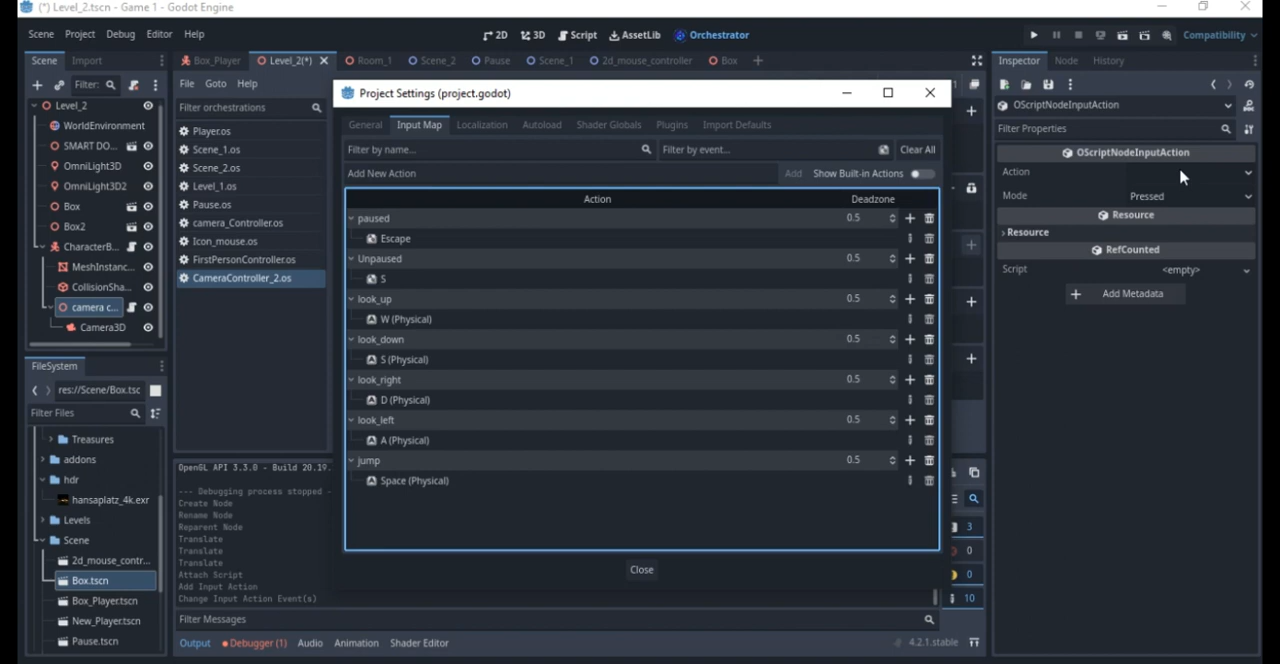 (*) Level_2.tscn - Game 1 - Godot Engine
Scene Project Debug Editor Help
2D 3D Script AssetLib Orchestrator
Compatibility
Scene Import
Filter:
Level_2
WorldEnvironment
SMART DO...
OmniLight3D
OmniLight3D2
Box
Box2
CharacterB...
MeshInstanc...
CollisionSha...
camera c...
Camera3D
FileSystem
res://Scene/Box.tsc
Filter Files
Treasures
addons
hdr
hansaplatz_4k.exr
Levels
Scene
2d_mouse_contr...
Box.tscn
Box_Player.tscn
New_Player.tscn
Pause.tscn
Box_Player Level_2(*) Room_1 Scene_2 Pause Scene_1 2d_mouse_controller Box
File Goto Help
Filter orchestrations
Player.os
Scene_1.os
Scene_2.os
Level_1.os
Pause.os
camera_Controller.os
Icon_mouse.os
FirstPersonController.os
CameraController_2.os
Project Settings (project.godot)
General Input Map Localization Autoload Shader Globals Plugins Import Defaults
Filter by name... Filter by event... Clear All
Add New Action Add Show Built-in Actions
Action Deadzone
paused 0.5
Escape
Unpaused 0.5
S
look_up 0.5
W (Physical)
look_down 0.5
S (Physical)
look_right 0.5
D (Physical)
look_left 0.5
A (Physical)
jump 0.5
Space (Physical)
Close
OpenGL API 3.3.0 - Build 20.19.
--- Debugging process stopped -
Create Node
Rename Node
Reparent Node
Translate
Translate
Translate
Attach Script
Add Input Action
Change Input Action Event(s)
3
0
0
10
Filter Messages
Output Debugger (1) Audio Animation Shader Editor
4.2.1.stable
Inspector Node History
OScriptNodeInputAction
Filter Properties
OScriptNodeInputAction
Action
Mode Pressed
Resource
Resource
RefCounted
Script <empty>
Add Metadata